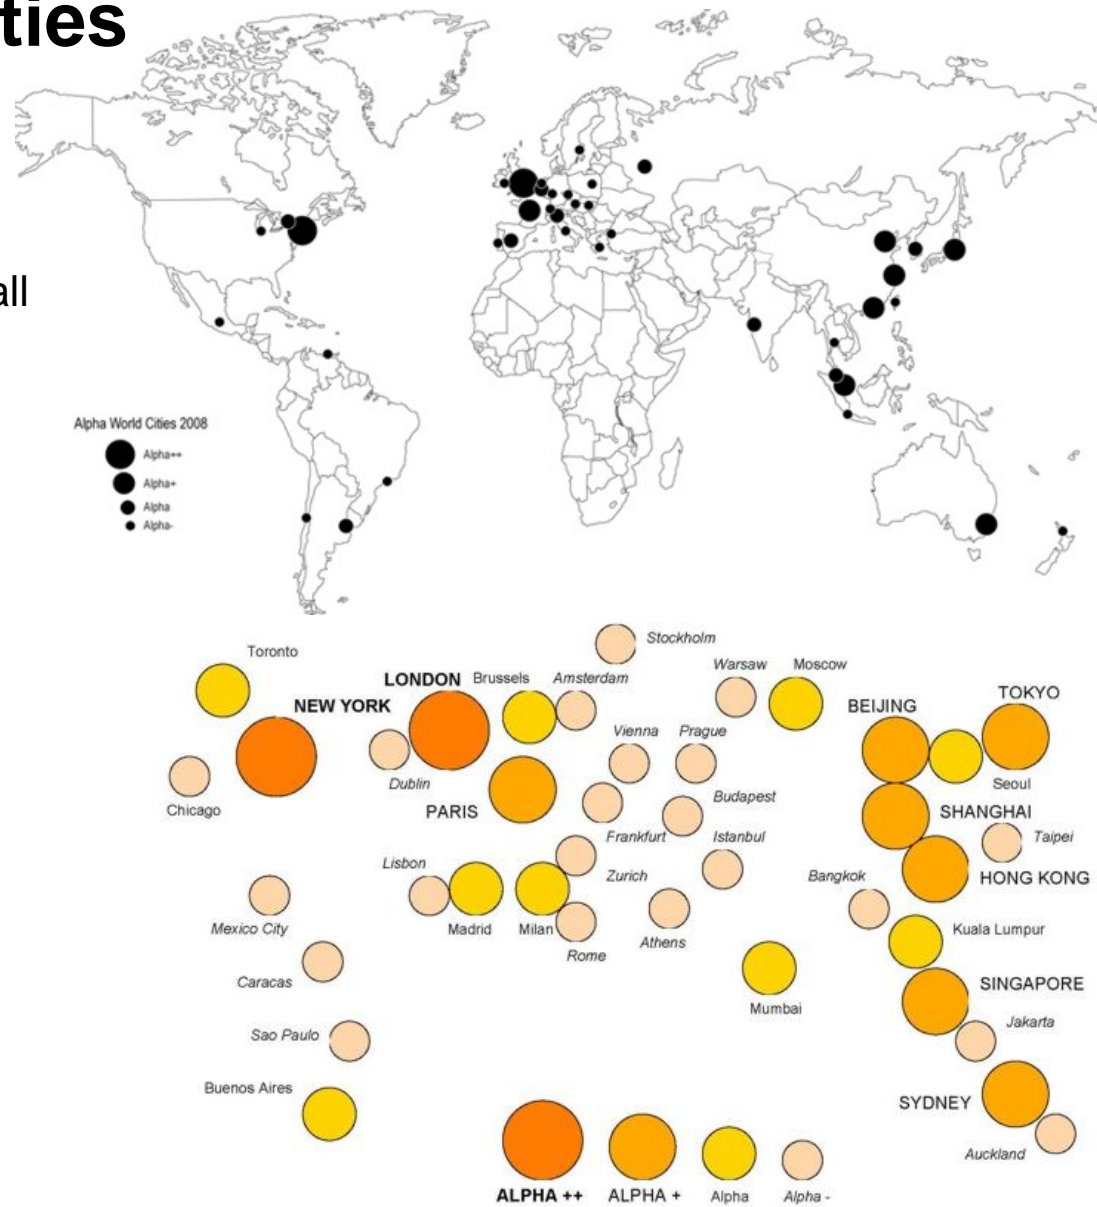 ties
all
Alpha World Cities 2008
Alpha++
Alpha+
Alpha
Alpha-
Stockholm
Toronto
Warsaw
Moscow
LONDON
Brussels
Amsterdam
TOKYO
NEW YORK
BEIJING
Vienna
Prague
Dublin
Seoul
Chicago
PARIS
Budapest
SHANGHAI
Frankfurt
Istanbul
Taipei
Lisbon
Zurich
Bangkok
HONG KONG
Mexico City
Madrid
Milan
Kuala Lumpur
Athens
Rome
Caracas
SINGAPORE
Mumbai
Jakarta
Sao Paulo
Buenos Aires
SYDNEY
Auckland
ALPHA ++
ALPHA +
Alpha
Alpha -